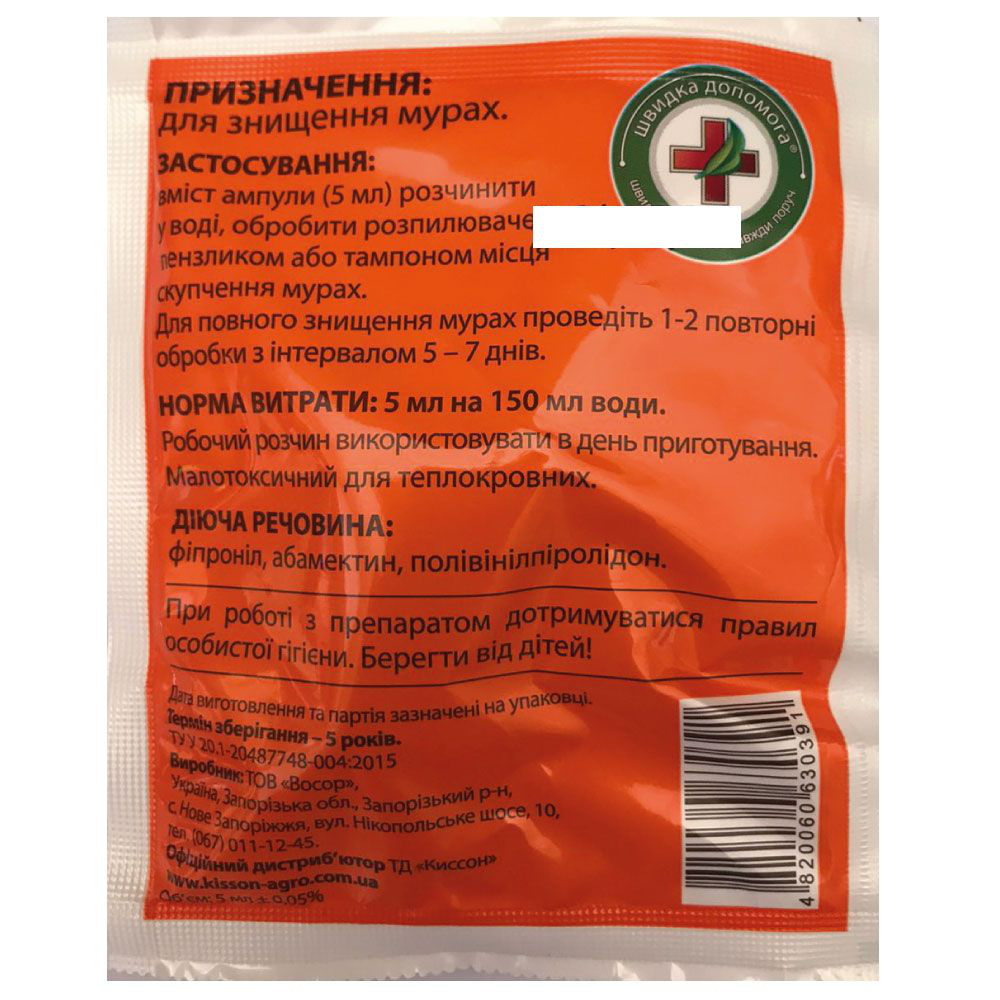 ПРИЗНАЧЕННЯ:
для знищення мурах.
ШВИДКА ДОПОМОГА®
поруч
ЗАСТОСУВАННЯ:
вміст ампули (5 мл) розчинити
у воді, обробити
пензликом або тампоном місця
скупчення мурах.
Для повного знищення мурах проведіть 1-2 повторні
обробки з інтервалом 5 – 7 днів.
НОРМА ВИТРАТИ: 5 мл на 150 мл води.
Робочий розчин використовувати в день приготування.
Малотоксичний для теплокровних.
ДІЮЧА РЕЧОВИНА:
фіпроніл, абамектин, полівінілпіролідон.
При роботі з препаратом дотримуватися правил
особистої гігієни. Берегти від дітей!
Дата виготовлення та партія зазначені на упаковці.
Термін зберігання – 5 років.
ТУ У 20.1-20487748-004:2015
Виробник: ТОВ «Восор»,
Україна, Запорізька обл., Запорізький р-н,
с. Нове Запоріжжя, вул. Нікопольське шосе, 10,
тел. (067) 011-12-45.
Офіційний дистриб'ютор ТД «Киссон»
www.kisson-agro.com.ua
Об'єм: 5 мл ± 0,05%
4 820060 630391